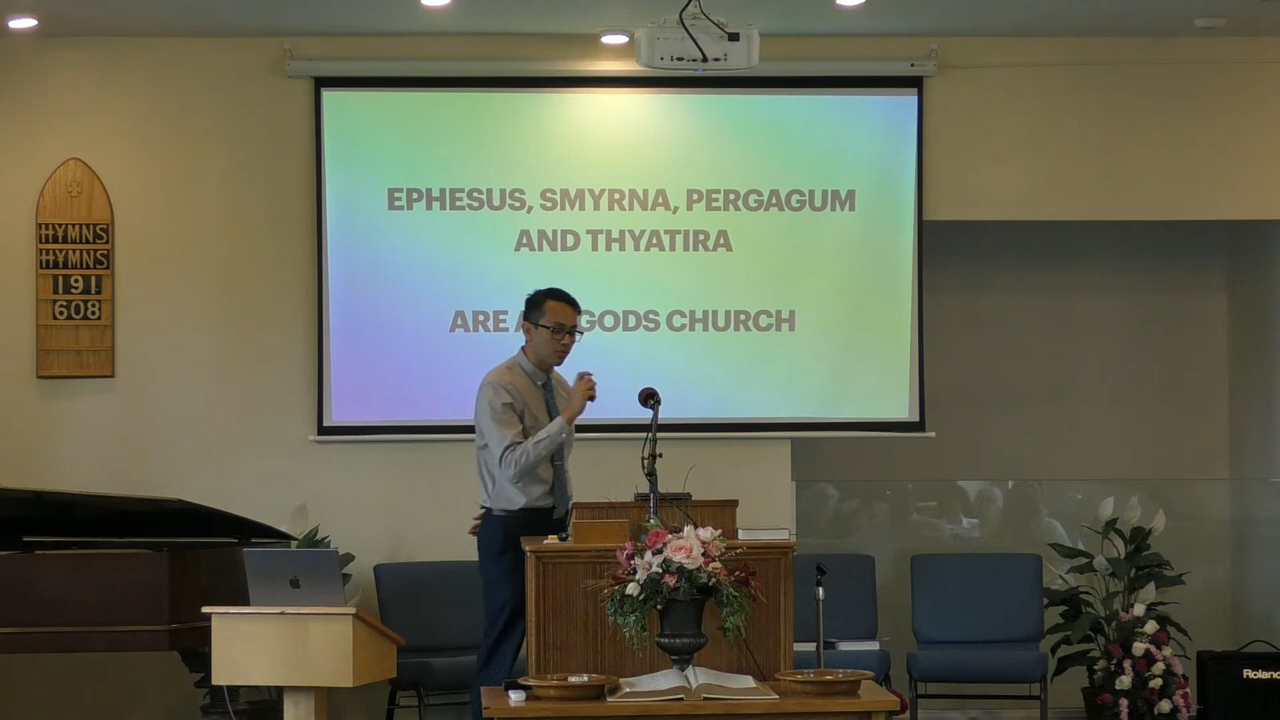 EPHESUS, SMYRNA, PERGAGUM
AND THYATIRA
ARE A GODS CHURCH
HYMNS
HYMNS
191
608
Roland